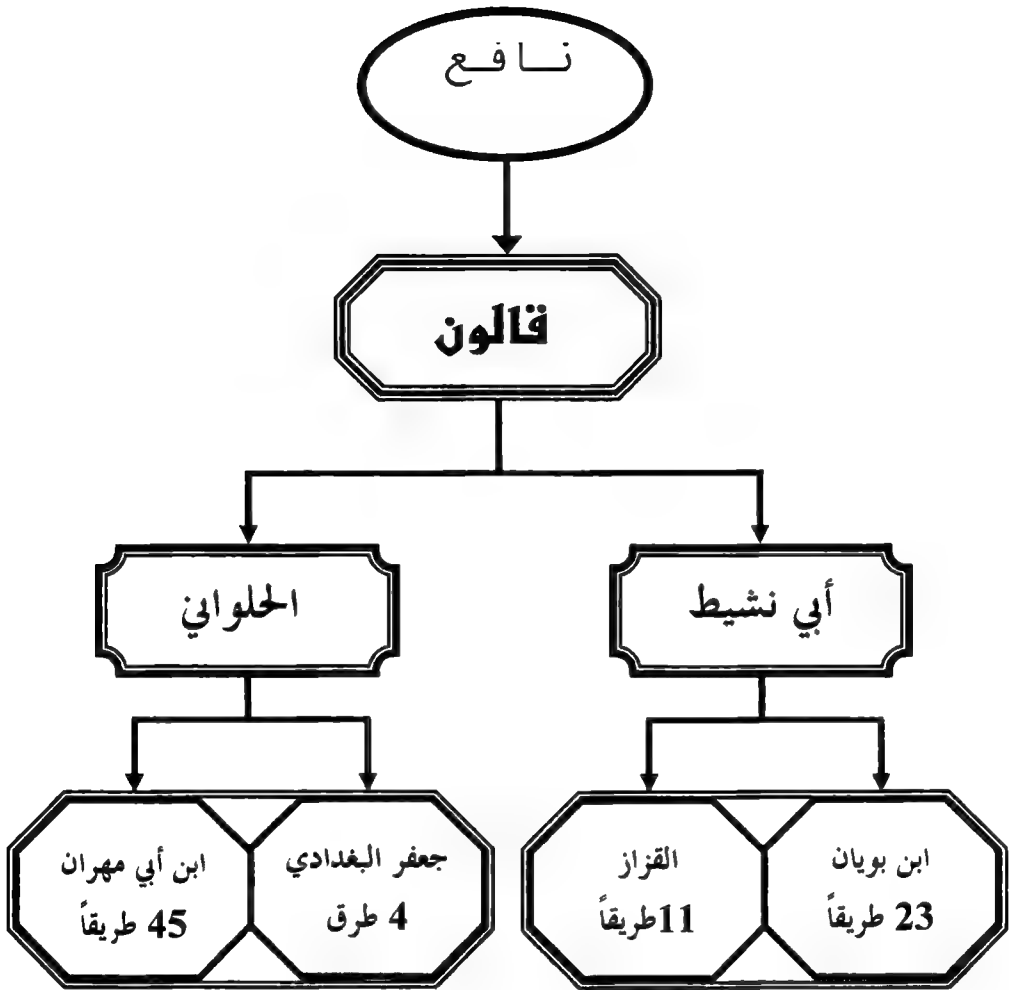 نافع
قالون
أبي نشيط
الحلواني
ابن بويان
23 طريقاً
القزاز
11طريقاً
جعفر البغدادي
4 طرق
ابن أبي مهران
45 طريقاً